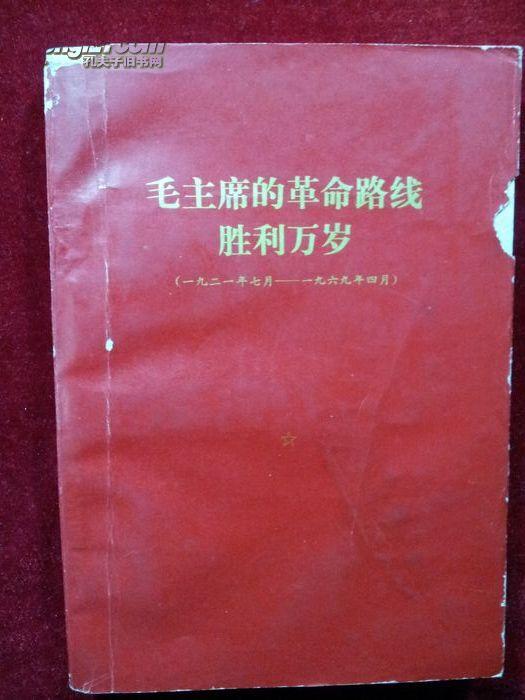 孔夫子旧书网
毛主席的革命路线
胜利万岁
(一九二一年七月——一九六九年四月)